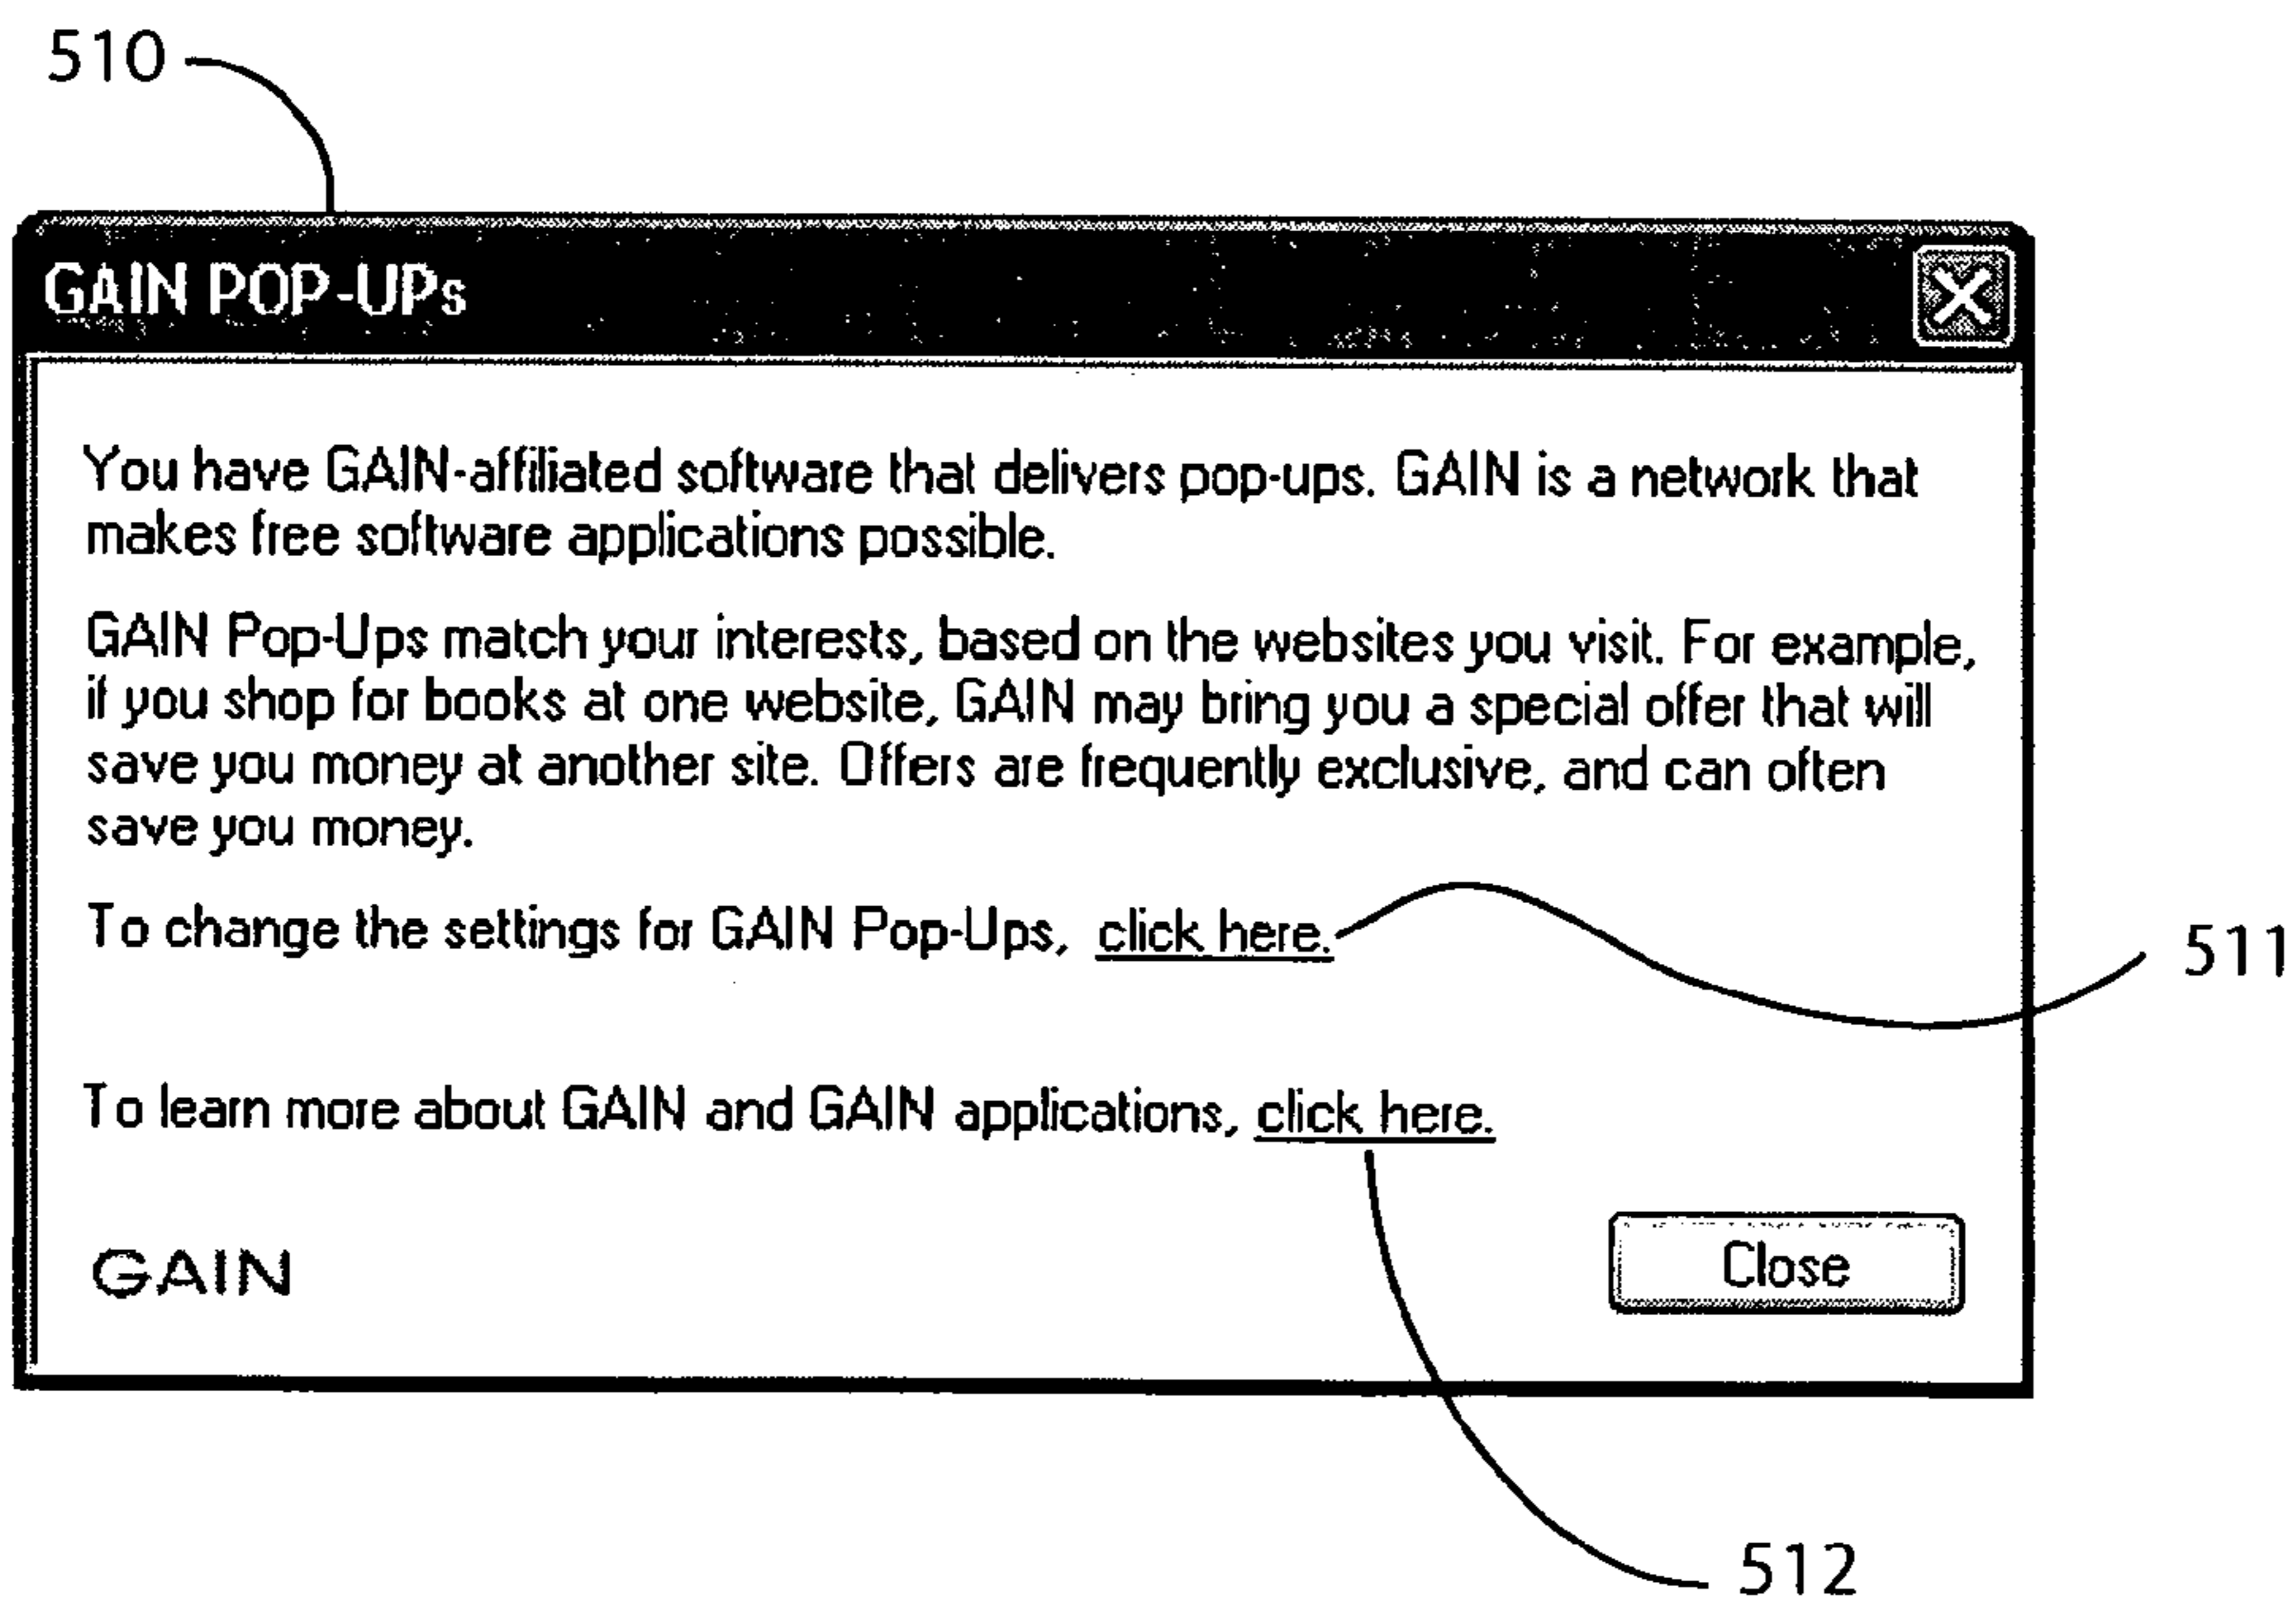 510
GAIN POP-UPs
You have GAIN-affiliated software that delivers pop-ups. GAIN is a network that
makes free software applications possible.
GAIN Pop-Ups match your interests, based on the websites you visit. For example,
if you shop for books at one website, GAIN may bring you a special offer that will
save you money at another site. Offers are frequently exclusive, and can often
save you money.
To change the settings for GAIN Pop-Ups, click here.
511
To learn more about GAIN and GAIN applications, click here.
GAIN
Close
512